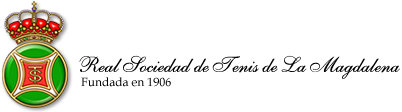 Real Sociedad de Tenis de La Magdalena
Fundada en 1906